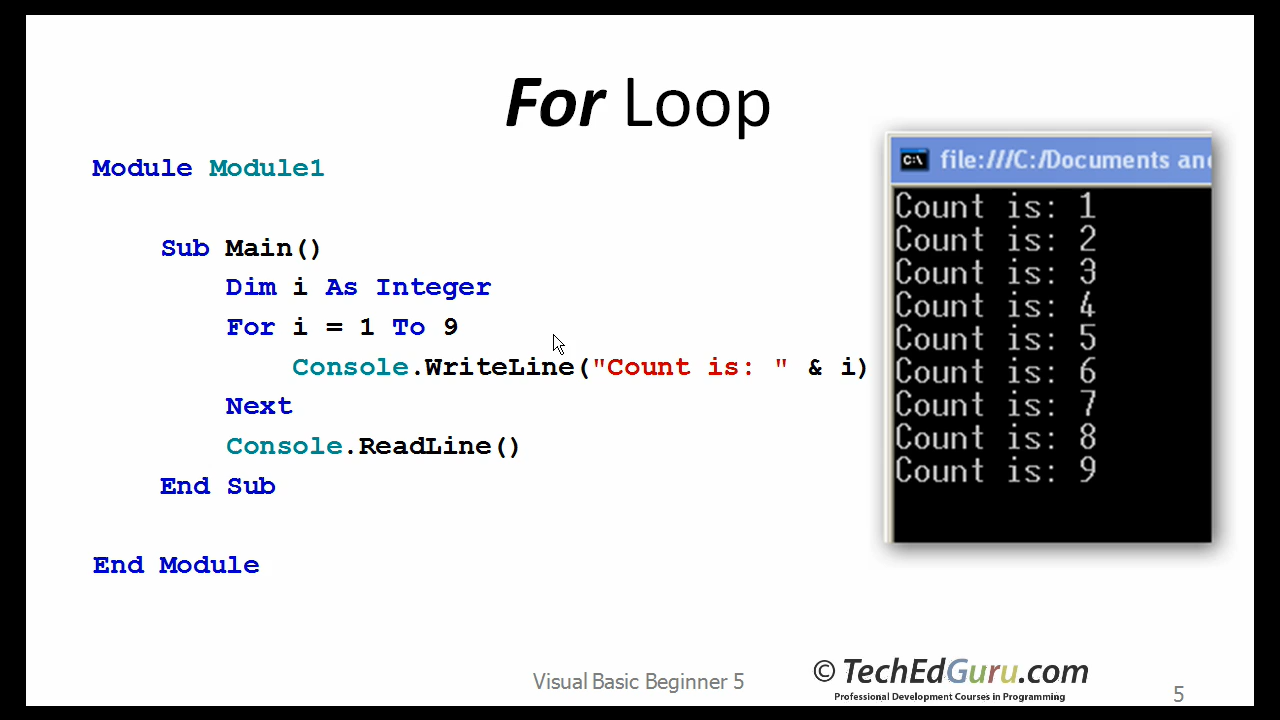 For Loop
Module Module1
Sub Main()
Dim i As Integer
For i = 1 To 9
Console.WriteLine("Count is: " & i)
Next
Console.ReadLine()
End Sub
End Module
C:\ file:///C:/Documents an
Count is: 1
Count is: 2
Count is: 3
Count is: 4
Count is: 5
Count is: 6
Count is: 7
Count is: 8
Count is: 9
Visual Basic Beginner 5
© TechEdGuru.com
Professional Development Courses in Programming
5